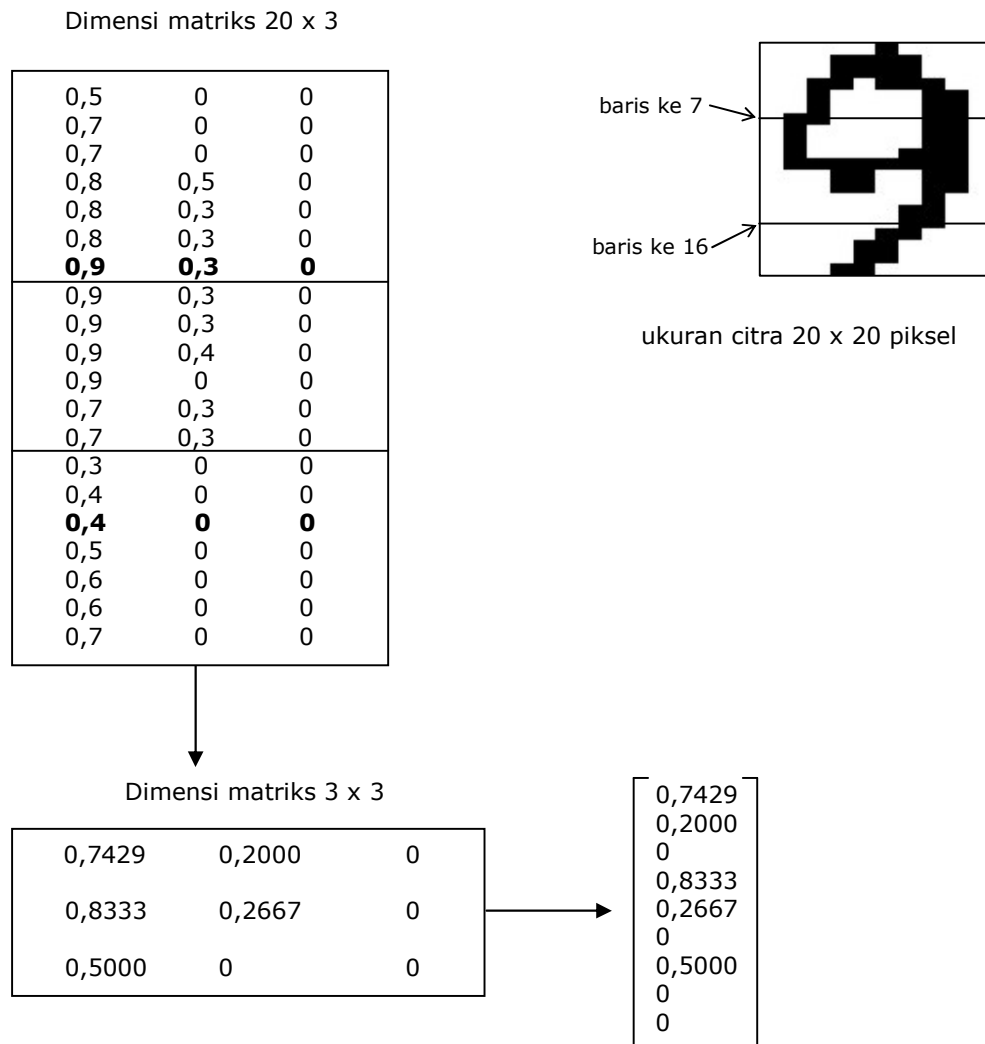 Dimensi matriks 20 x 3
0,5 0 0
0,7 0 0
0,7 0 0
0,8 0,5 0
0,8 0,3 0
0,8 0,3 0
0,9 0,3 0
0,9 0,3 0
0,9 0,3 0
0,9 0,4 0
0,9 0 0
0,7 0,3 0
0,7 0,3 0
0,3 0 0
0,4 0 0
0,4 0 0
0,5 0 0
0,6 0 0
0,6 0 0
0,7 0 0
baris ke 7
baris ke 16
ukuran citra 20 x 20 piksel
Dimensi matriks 3 x 3
0,7429 0,2000 0
0,8333 0,2667 0
0,5000 0 0
0,7429
0,2000
0
0,8333
0,2667
0
0,5000
0
0